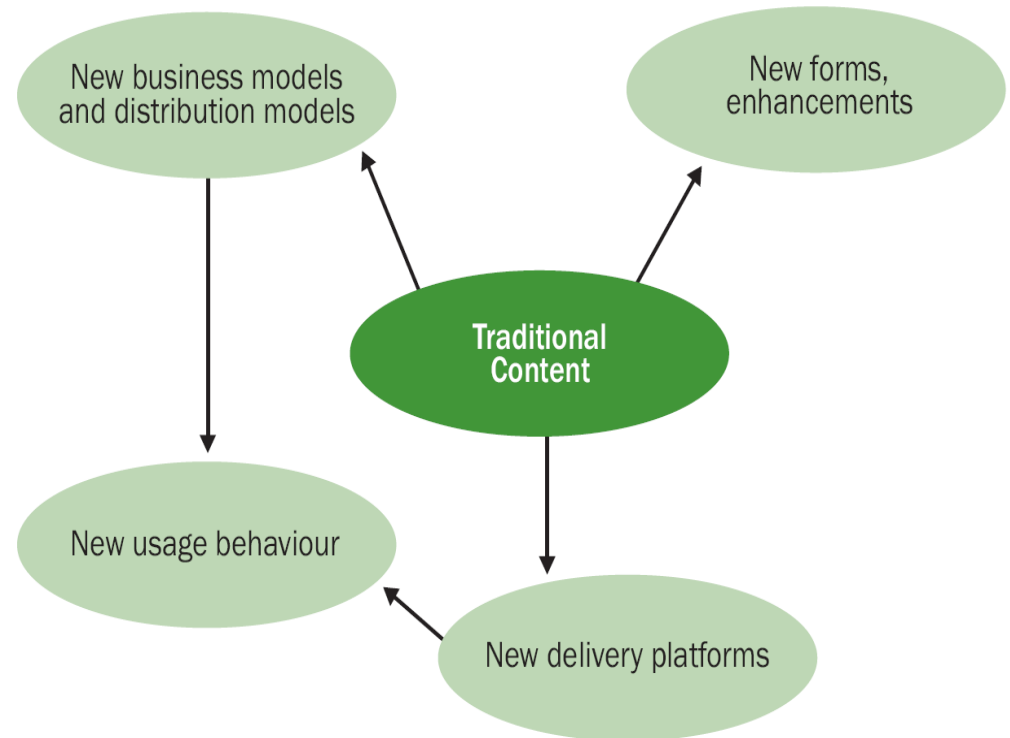 New business models
and distribution models
New forms,
enhancements
Traditional
Content
New usage behaviour
New delivery platforms